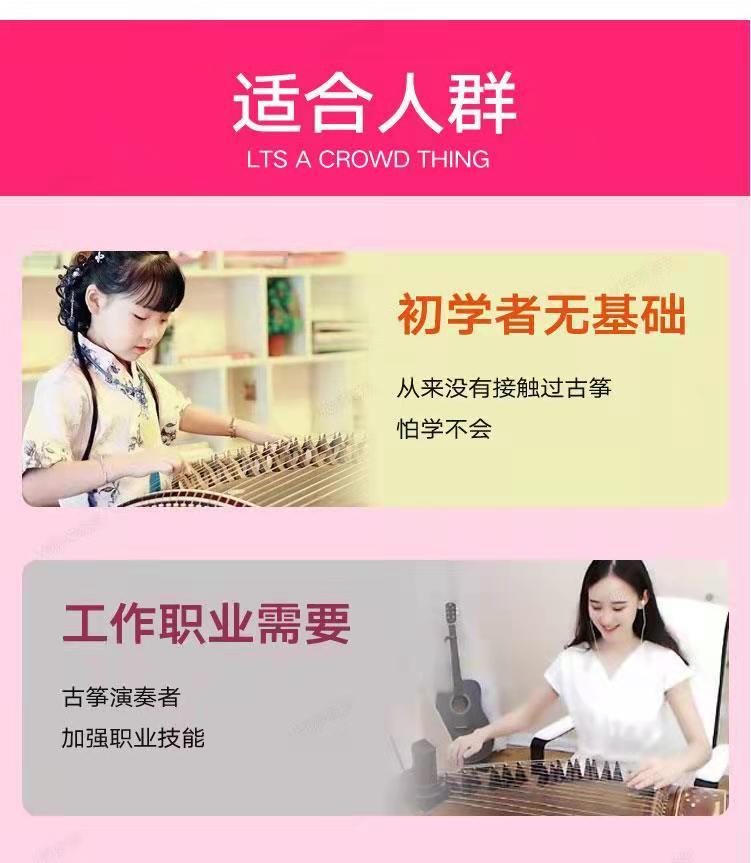 适合人群
LTS A CROWD THING
初学者无基础
从来没有接触过古筝
怕学不会
工作职业需要
古筝演奏者
加强职业技能